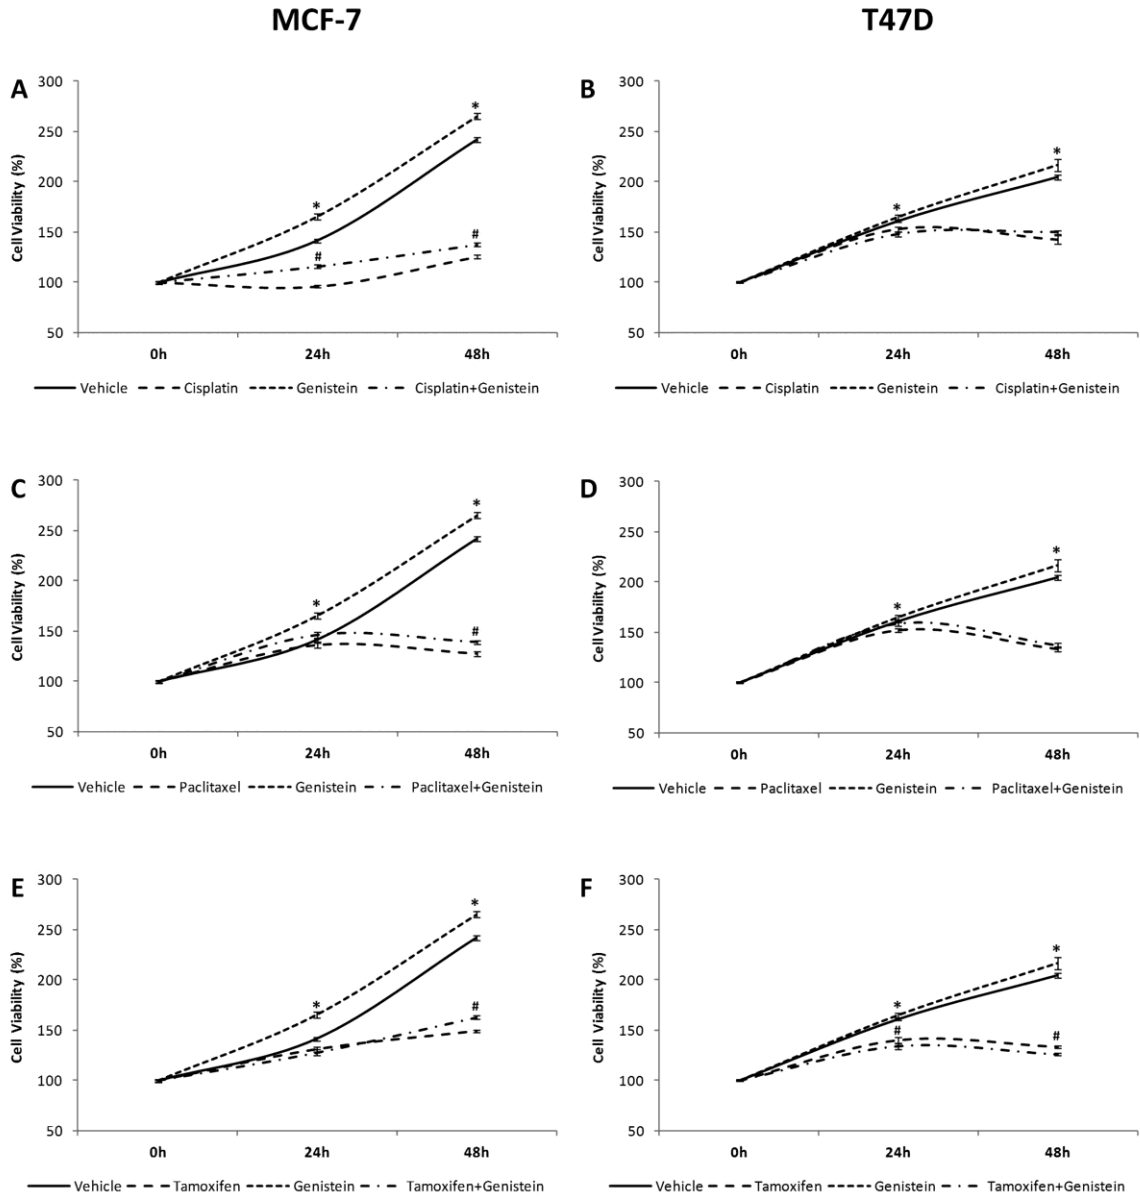 MCF-7
T47D
A
300
250
200
150
100
50
Cell Viability (%)
*
*
#
#
0h
24h
48h
Vehicle
Cisplatin
Genistein
Cisplatin+Genistein
B
300
250
200
150
100
50
Cell Viability (%)
*
*
0h
24h
48h
Vehicle
Cisplatin
Genistein
Cisplatin+Genistein
C
300
250
200
150
100
50
Cell Viability (%)
*
*
#
0h
24h
48h
Vehicle
Paclitaxel
Genistein
Paclitaxel+Genistein
D
300
250
200
150
100
50
Cell Viability (%)
*
*
0h
24h
48h
Vehicle
Paclitaxel
Genistein
Paclitaxel+Genistein
E
300
250
200
150
100
50
Cell Viability (%)
*
*
#
0h
24h
48h
Vehicle
Tamoxifen
Genistein
Tamoxifen+Genistein
F
300
250
200
150
100
50
Cell Viability (%)
*
*
#
#
0h
24h
48h
Vehicle
Tamoxifen
Genistein
Tamoxifen+Genistein